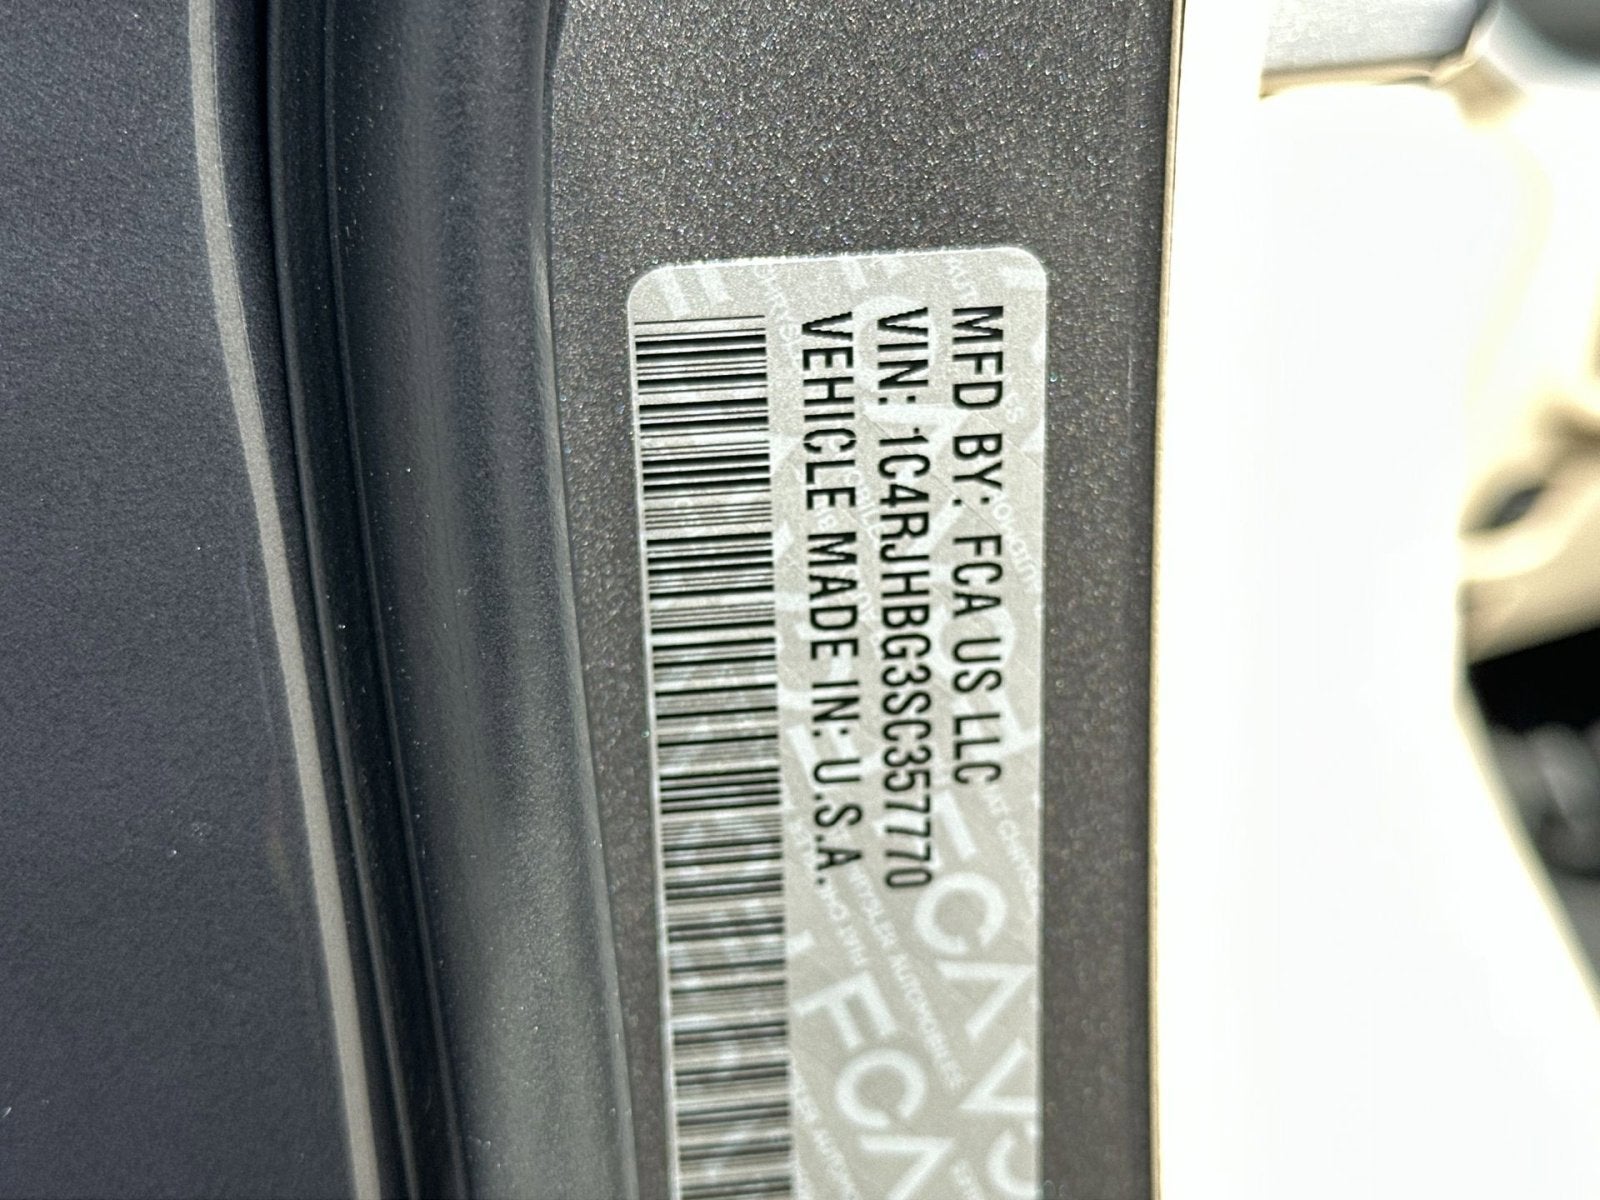 MFD BY: FCA US LLC
VIN: 1C4RJHBG3SC357770
VEHICLE MADE IN: U.S.A.